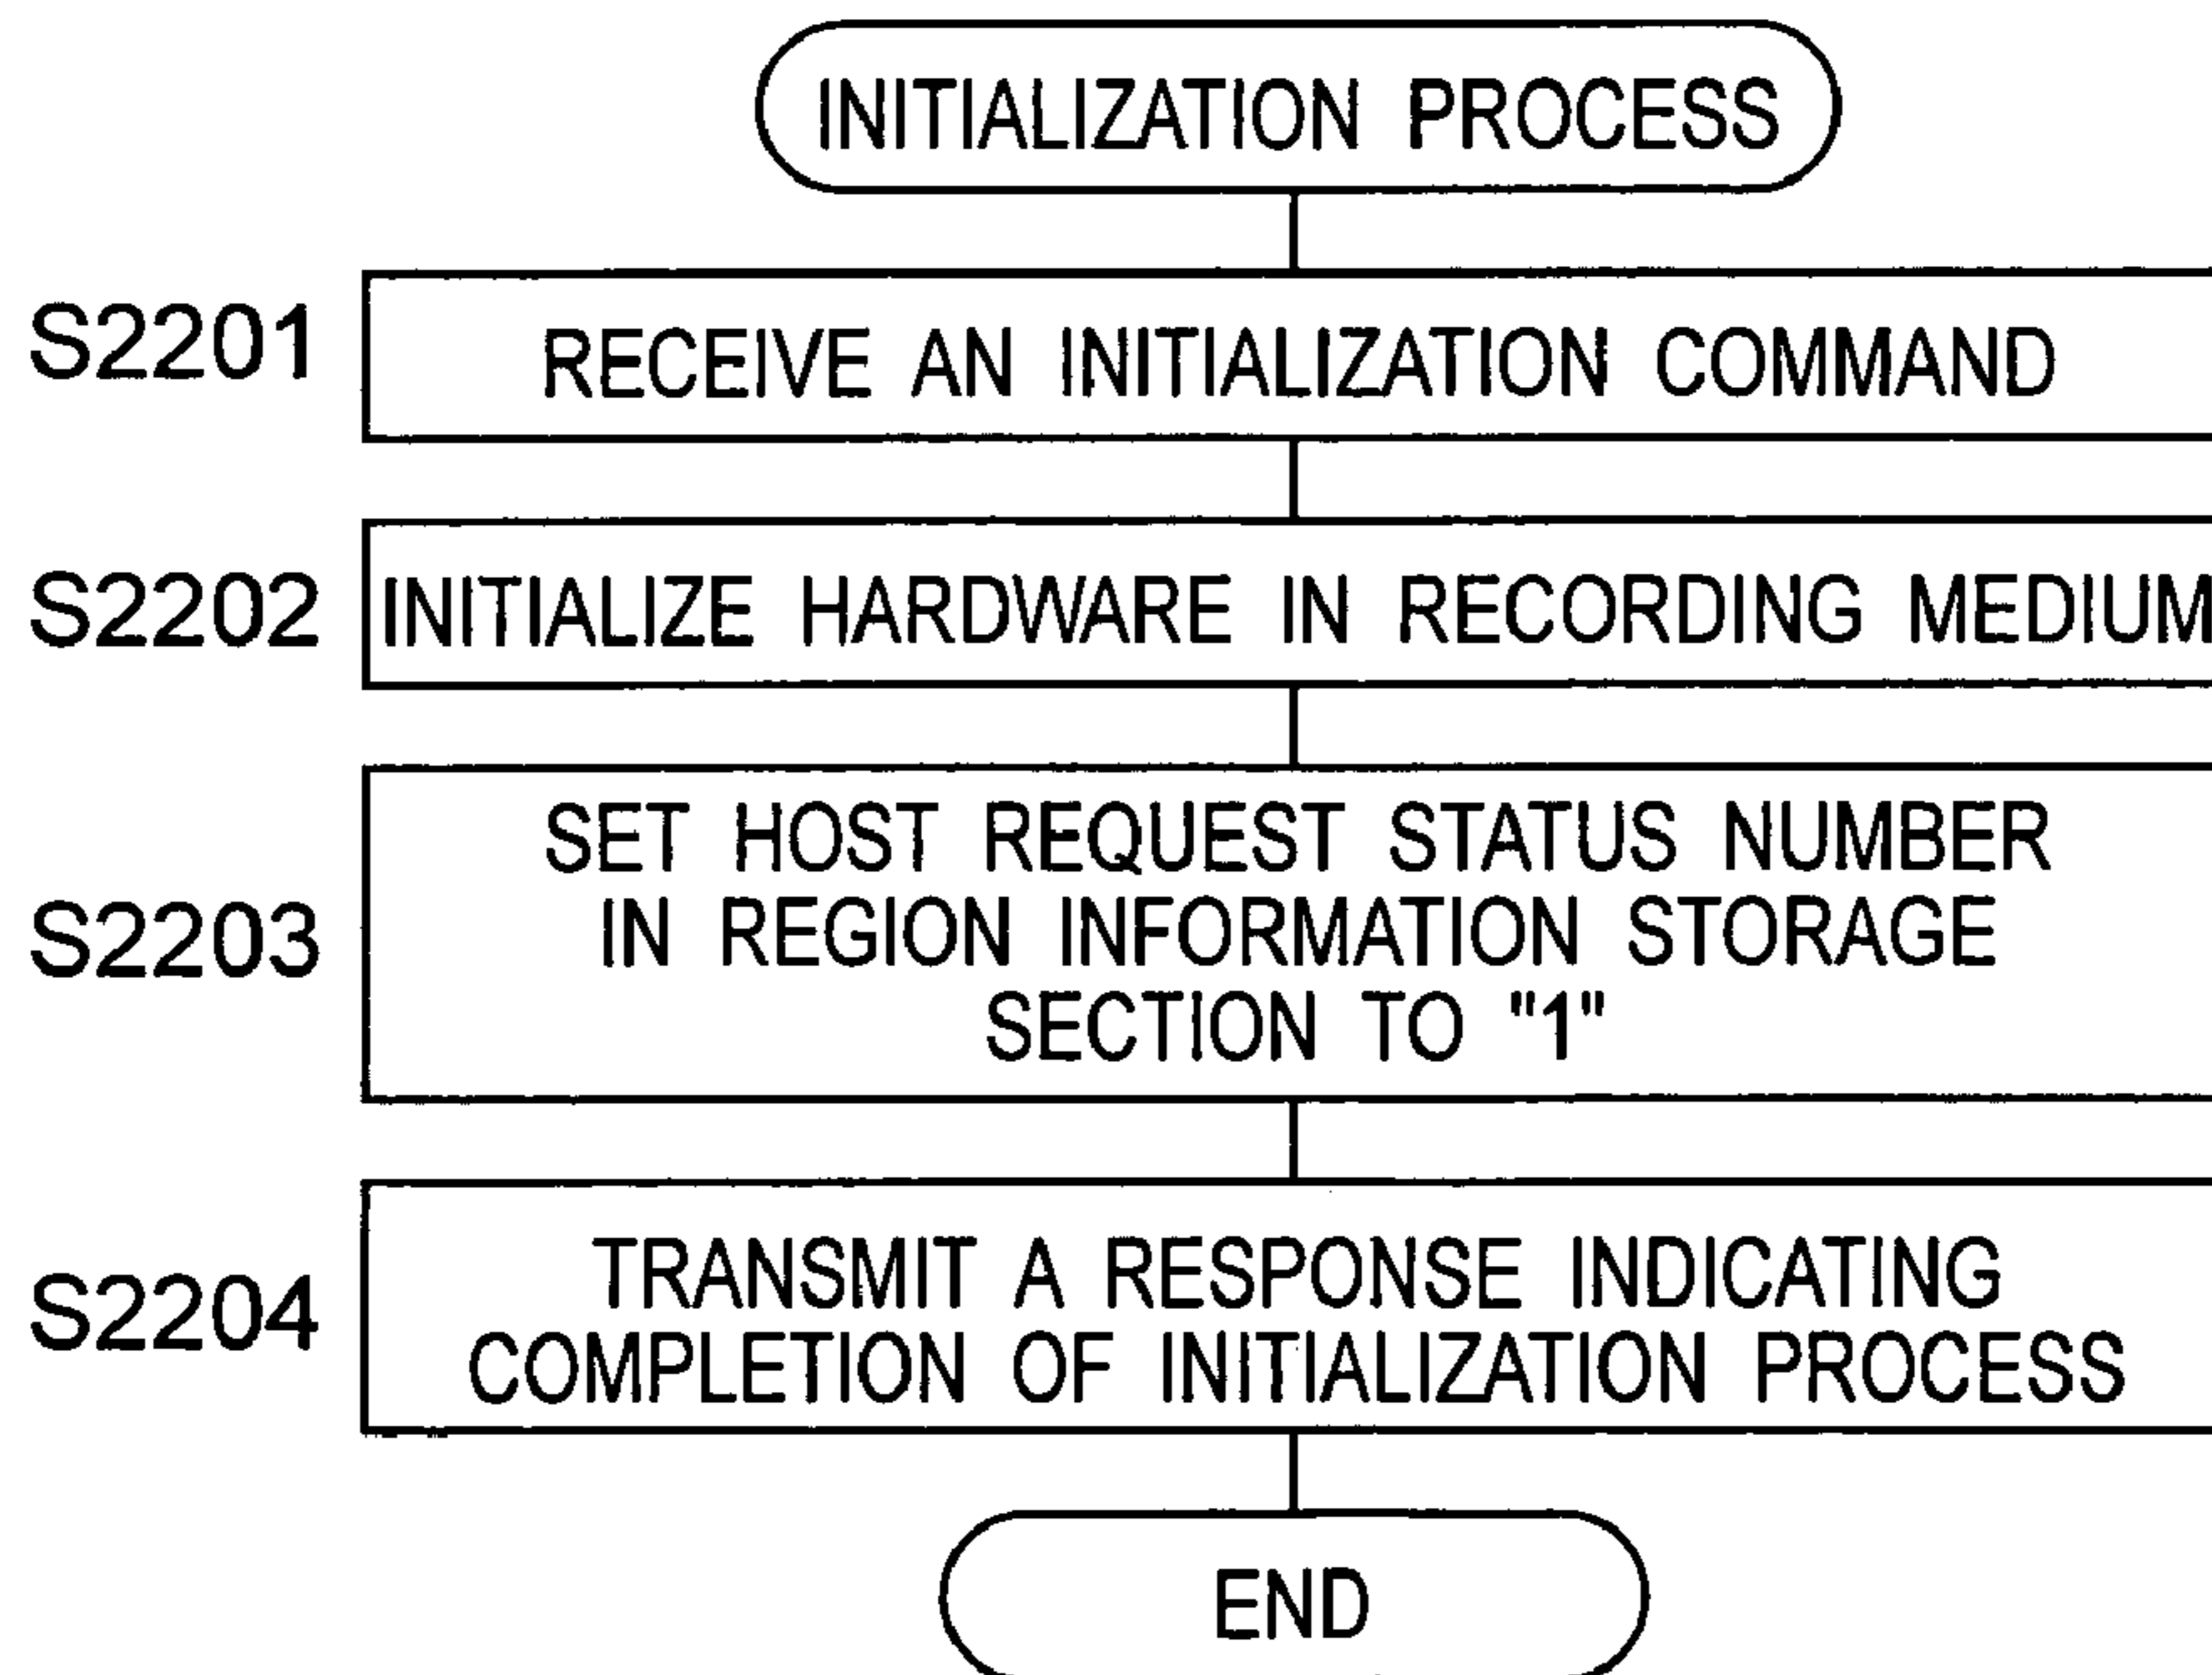 INITIALIZATION PROCESS
S2201
RECEIVE AN INITIALIZATION COMMAND
S2202
INITIALIZE HARDWARE IN RECORDING MEDIUM
S2203
SET HOST REQUEST STATUS NUMBER
IN REGION INFORMATION STORAGE
SECTION TO "1"
S2204
TRANSMIT A RESPONSE INDICATING
COMPLETION OF INITIALIZATION PROCESS
END